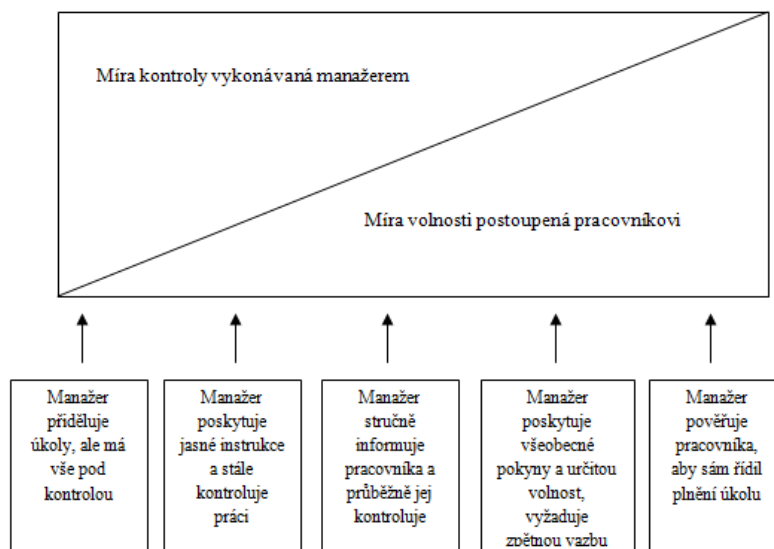 Míra kontroly vykonávaná manažerem
Míra volnosti postoupená pracovníkovi
Manažer
přiděluje
úkoly, ale má
vše pod
kontrolou
Manažer
poskytuje
jasné instrukce
a stále
kontroluje
práci
Manažer
stručně
informuje
pracovníka a
průběžně jej
kontroluje
Manažer
poskytuje
všeobecné
pokyny a určitou
volnost,
vyžaduje
zpětnou vazbu
Manažer
pověřuje
pracovníka,
aby sám řídil
plnění úkolu